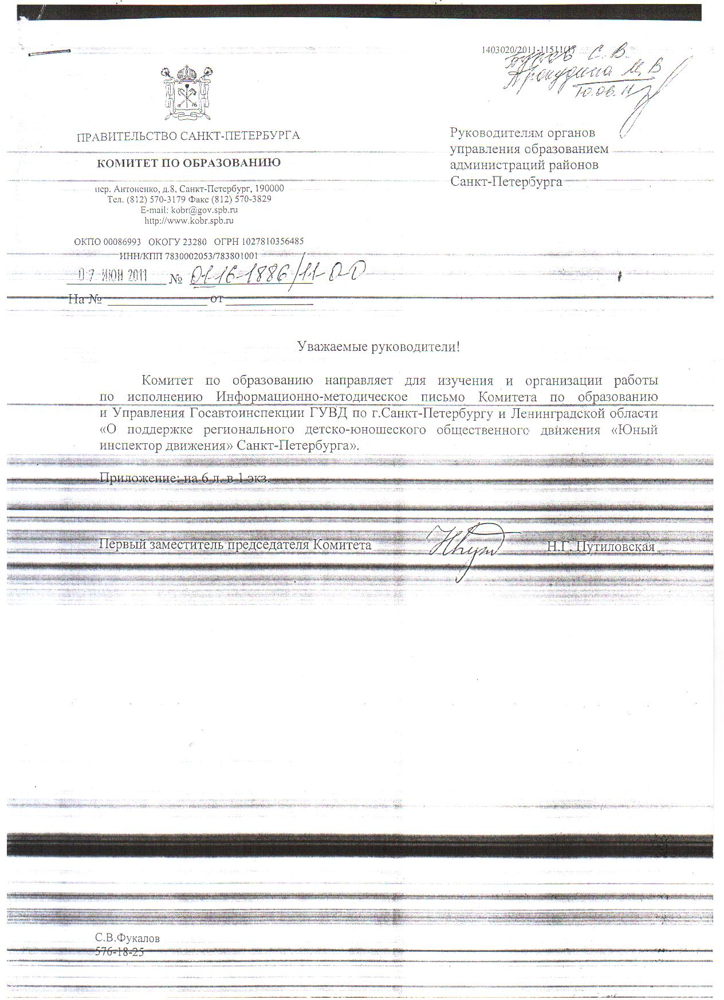 1403020/2011-11511(1)
С. В.
Прокудина М. В
10.06.11
ПРАВИТЕЛЬСТВО САНКТ-ПЕТЕРБУРГА
КОМИТЕТ ПО ОБРАЗОВАНИЮ
пер. Антоненко, д.8, Санкт-Петербург, 190000
Тел. (812) 570-3179 Факс (812) 570-3829
E-mail: kobr@gov.spb.ru
http://www.kobr.spb.ru
ОКПО 00086993 ОКОГУ 23280 ОГРН 1027810356485
ИНН/КПП 7830002053/783801001
07 ИЮН 2011 № 01-16-1886/11-0-0
На № от
Руководителям органов
управления образованием
администраций районов
Санкт-Петербурга
Уважаемые руководители!
Комитет по образованию направляет для изучения и организации работы
по исполнению Информационно-методическое письмо Комитета по образованию
и Управления Госавтоинспекции ГУВД по г.Санкт-Петербургу и Ленинградской области
«О поддержке регионального детско-юношеского общественного движения «Юный
инспектор движения» Санкт-Петербурга».
Приложение: на 6 л. в 1 экз.
Первый заместитель председателя Комитета Н.Г. Путиловская
С.В.Фукалов
576-18-25